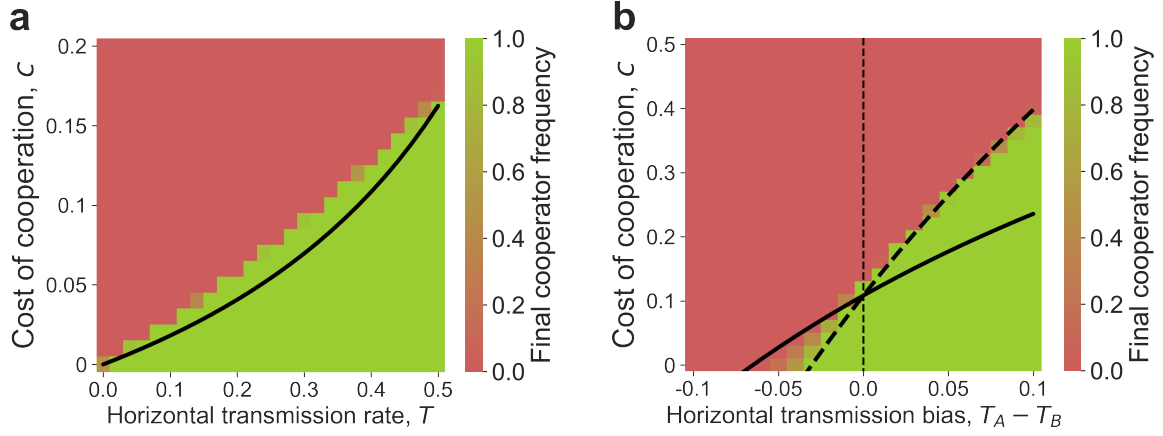 a
Cost of cooperation, c
0.2
0.15
0.1
0.05
0
0.0 0.1 0.2 0.3 0.4 0.5
Horizontal transmission rate, T
1.0
0.8
0.6
0.4
0.2
0.0
Final cooperator frequency
b
Cost of cooperation, c
0.5
0.4
0.3
0.2
0.1
0
-0.1 -0.05 0.0 0.05 0.1
Horizontal transmission bias, T_A − T_B
1.0
0.8
0.6
0.4
0.2
0.0
Final cooperator frequency